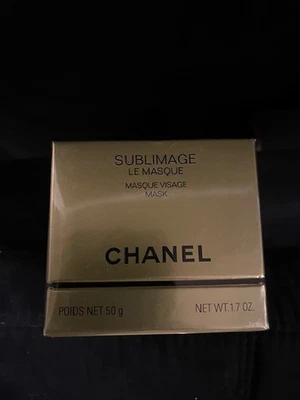 SUBLIMAGE
LE MASQUE
MASQUE VISAGE
MASK
CHANEL
POIDS NET 50 g NET WT. 1.7 OZ.